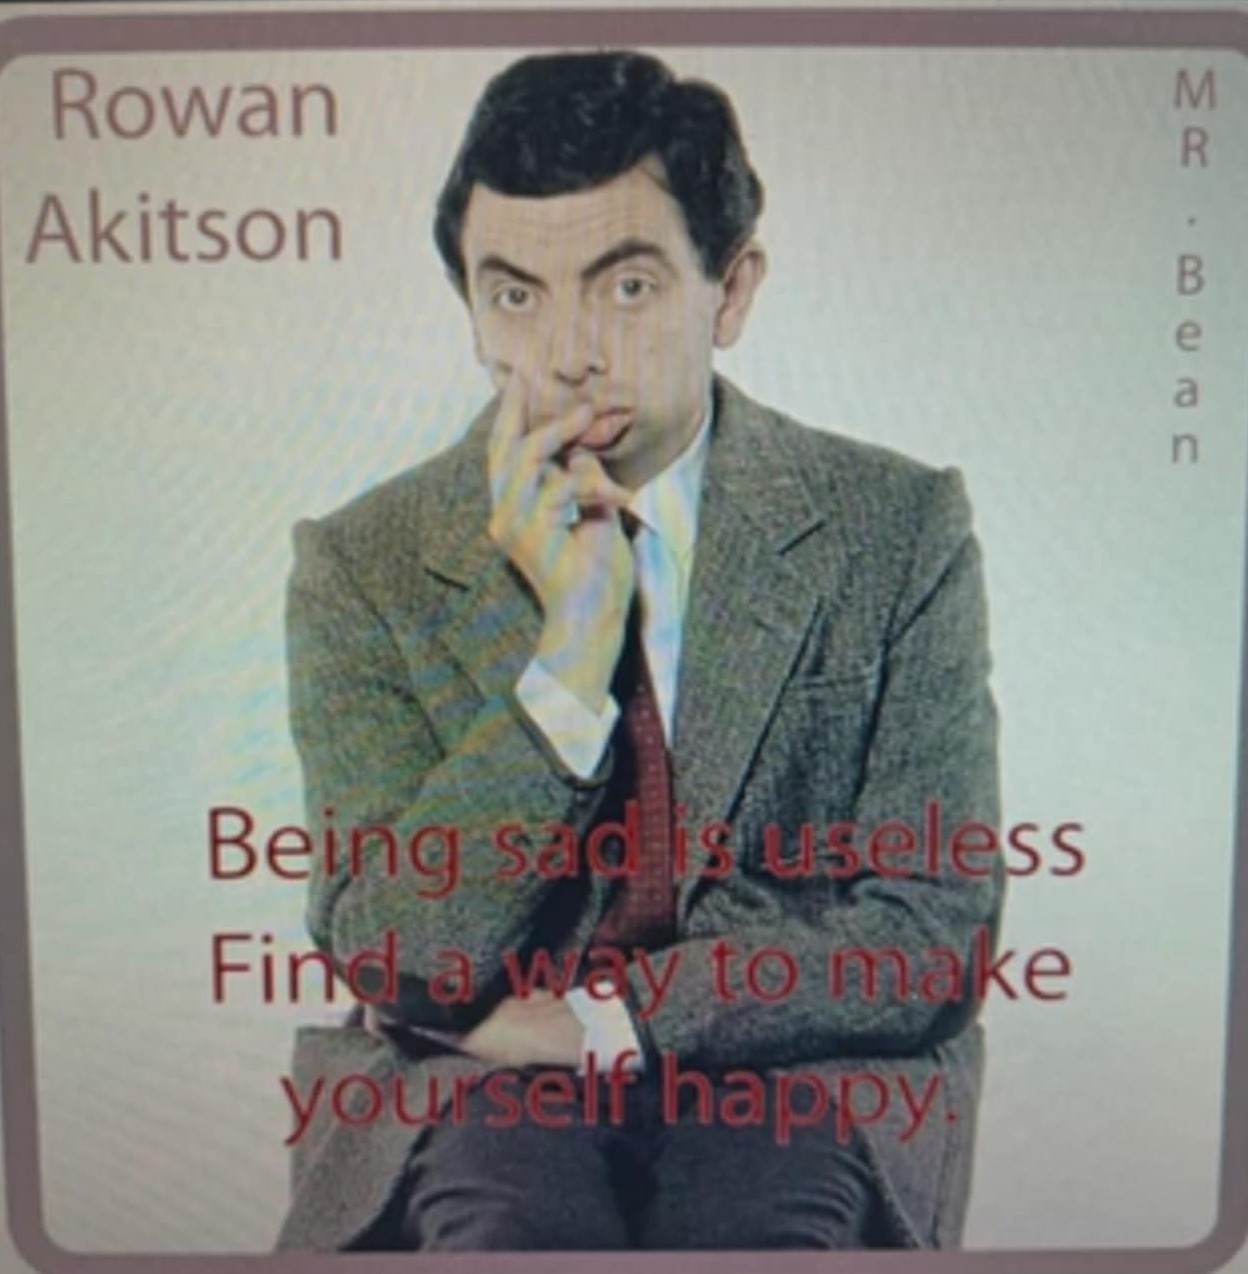 Rowan
Akitson
MR.Bean
Being sad is useless
Find a way to make
yourself happy.